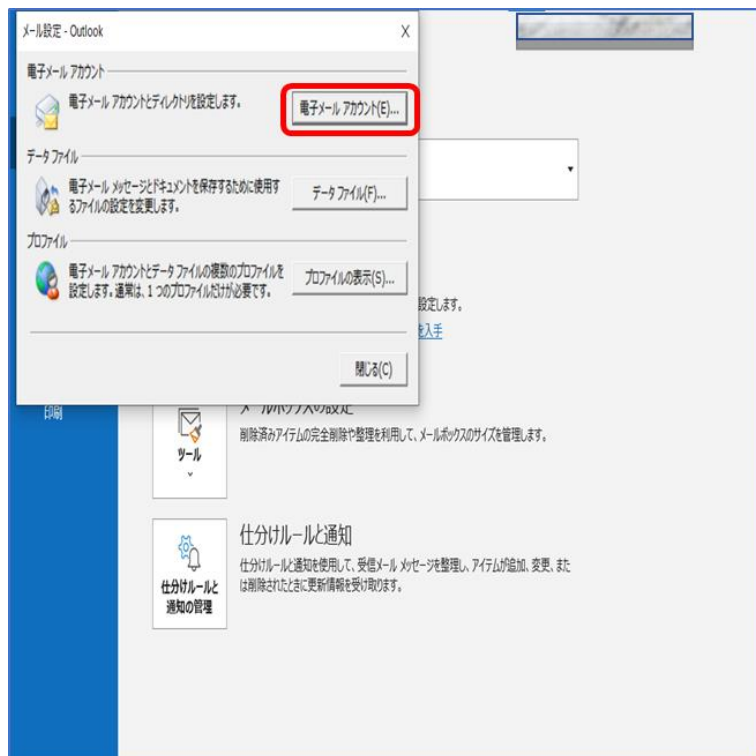 メール設定 - Outlook
X
電子メール アカウント
電子メール アカウントとディレクトリを設定します。
電子メール アカウント(E)...
データ ファイル
電子メール メッセージとドキュメントを保存するために使用す
るファイルの設定を変更します。
データ ファイル(F)...
プロファイル
電子メール アカウントとデータ ファイルの複数のプロファイルを
設定します。通常は、1 つのプロファイルだけが必要です。
プロファイルの表示(S)...
閉じる(C)
設定します。
を入手
印刷
メールボックスの設定
削除済みアイテムの完全削除や整理を利用して、メールボックスのサイズを管理します。
ツール
仕分けルールと通知
仕分けルールと通知を使用して、受信メール メッセージを整理し、アイテムが追加、変更、また
は削除されたときに更新情報を受け取ります。
仕分けルールと
通知の管理